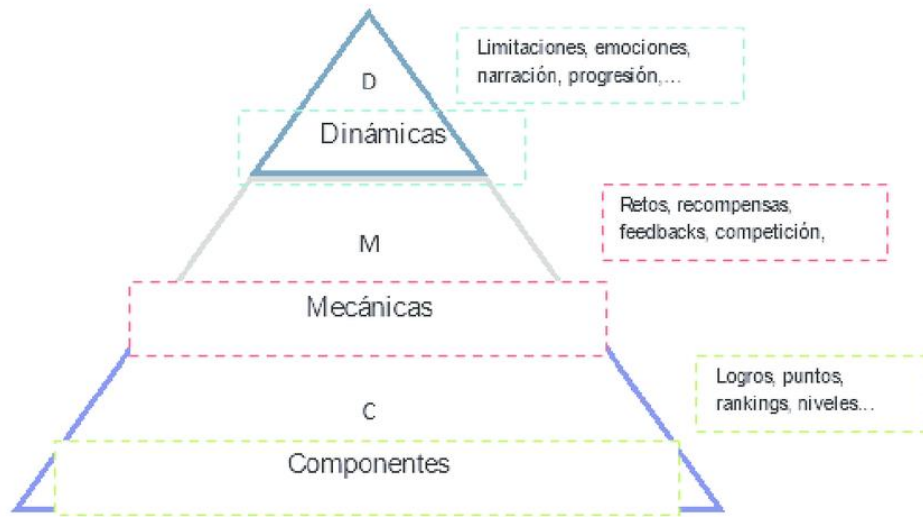 D
Dinámicas
Limitaciones, emociones,
narración, progresión,...
M
Mecánicas
Retos, recompensas,
feedbacks, competición,
C
Componentes
Logros, puntos,
rankings, niveles...